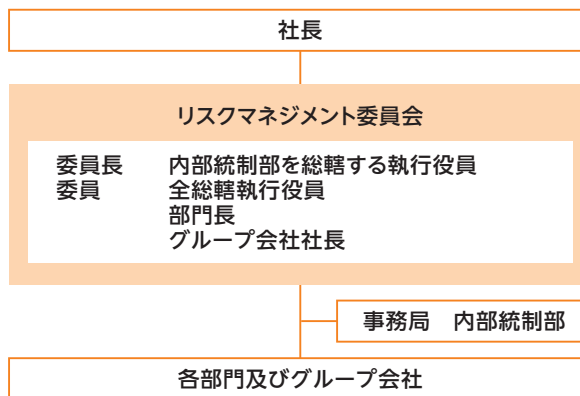 社長
リスクマネジメント委員会
委員長 内部統制部を総轄する執行役員
委員 全総轄執行役員
部門長
グループ会社社長
事務局 内部統制部
各部門及びグループ会社